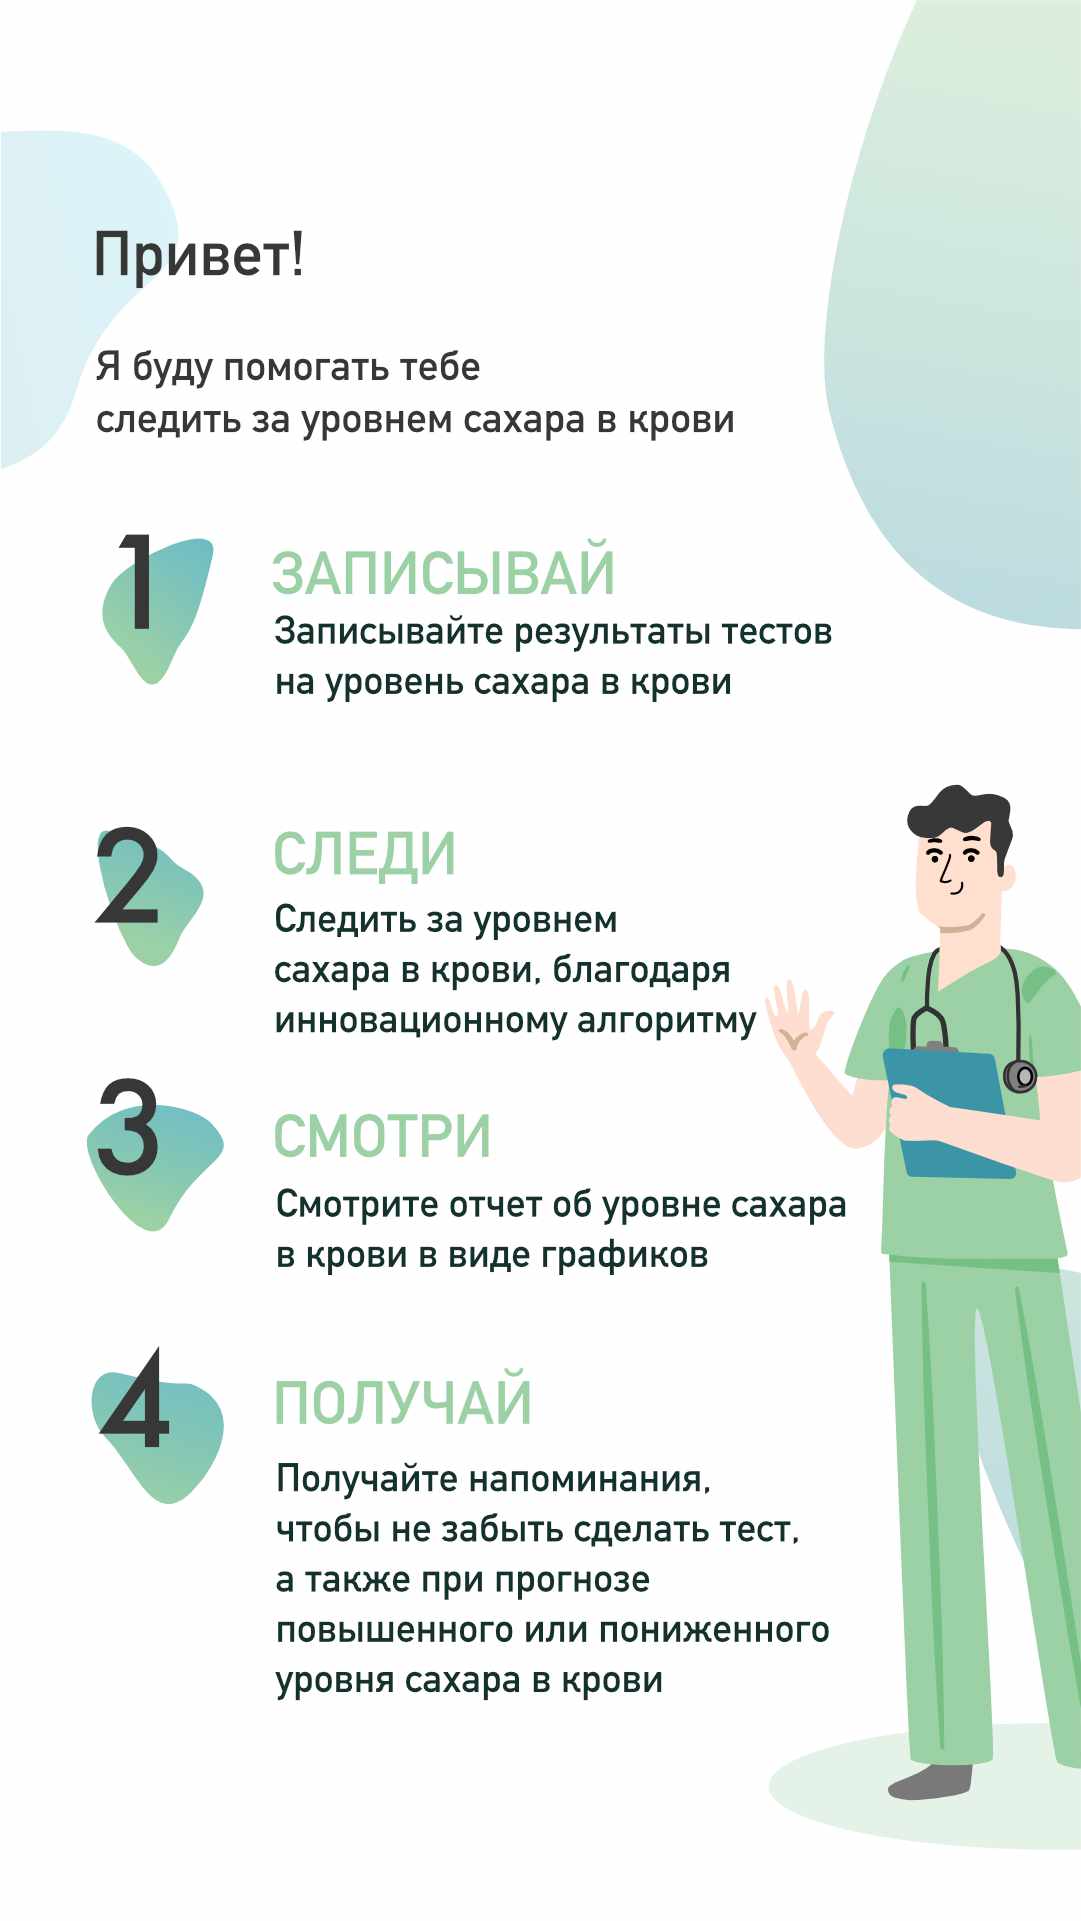 Привет!
Я буду помогать тебе
следить за уровнем сахара в крови
1
ЗАПИСЫВАЙ
Записывайте результаты тестов
на уровень сахара в крови
2
СЛЕДИ
Следить за уровнем
сахара в крови, благодаря
инновационному алгоритму
3
СМОТРИ
Смотрите отчет об уровне сахара
в крови в виде графиков
4
ПОЛУЧАЙ
Получайте напоминания,
чтобы не забыть сделать тест,
а также при прогнозе
повышенного или пониженного
уровня сахара в крови